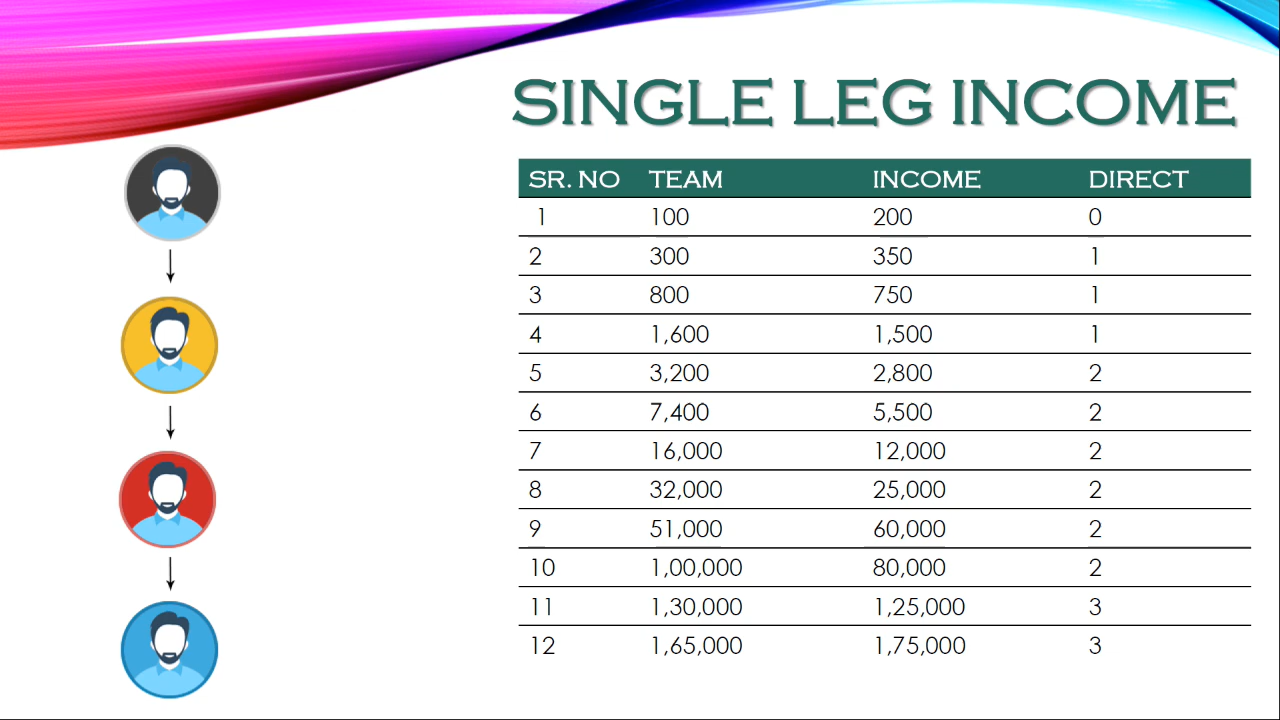 SINGLE LEG INCOME
SR. NO TEAM INCOME DIRECT
1 100 200 0
2 300 350 1
3 800 750 1
4 1,600 1,500 1
5 3,200 2,800 2
6 7,400 5,500 2
7 16,000 12,000 2
8 32,000 25,000 2
9 51,000 60,000 2
10 1,00,000 80,000 2
11 1,30,000 1,25,000 3
12 1,65,000 1,75,000 3